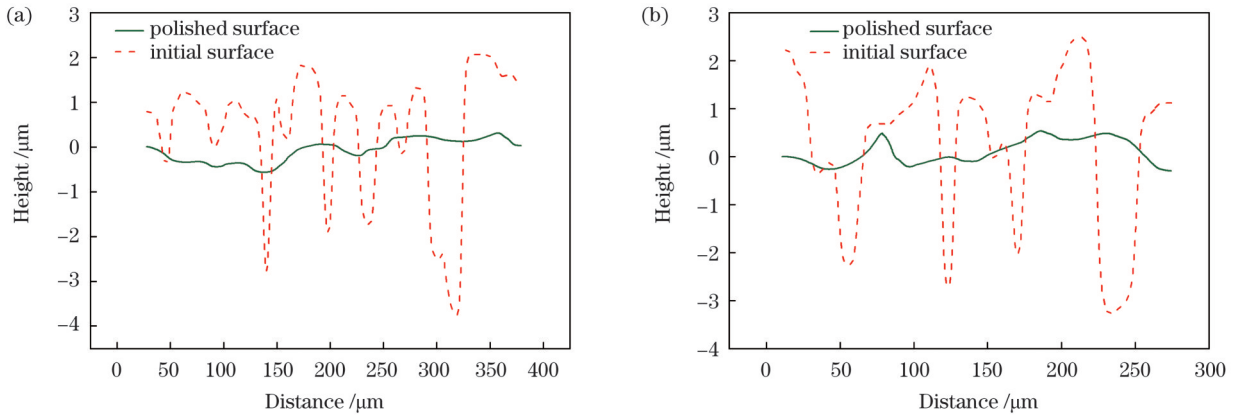 (a)
3
2
1
0
−1
−2
−3
−4
Height /μm
polished surface
initial surface
0 50 100 150 200 250 300 350 400
Distance /μm
(b)
3
2
1
0
−1
−2
−3
−4
Height /μm
polished surface
initial surface
0 50 100 150 200 250 300
Distance /μm